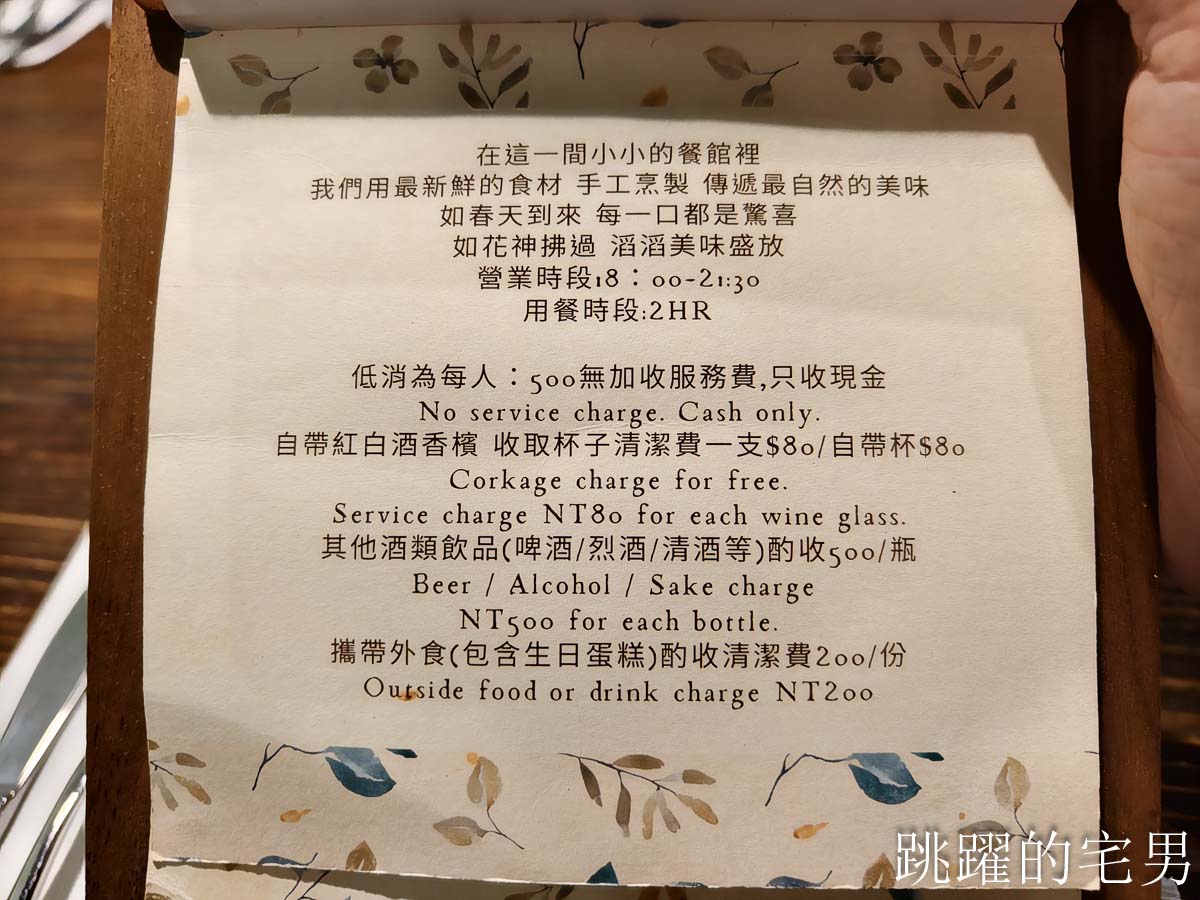 在這一間小小的餐館裡
我們用最新鮮的食材 手工烹製 傳遞最自然的美味
如春天到來 每一口都是驚喜
如花神拂過 滔滔美味盛放
營業時段18：00-21:30
用餐時段:2HR
低消為每人：500無加收服務費,只收現金
No service charge. Cash only.
自帶紅白酒香檳 收取杯子清潔費一支$80/自帶杯$80
Corkage charge for free.
Service charge NT80 for each wine glass.
其他酒類飲品(啤酒/烈酒/清酒等)酌收500/瓶
Beer / Alcohol / Sake charge
NT500 for each bottle.
攜帶外食(包含生日蛋糕)酌收清潔費200/份
Outside food or drink charge NT200
跳躍的宅男